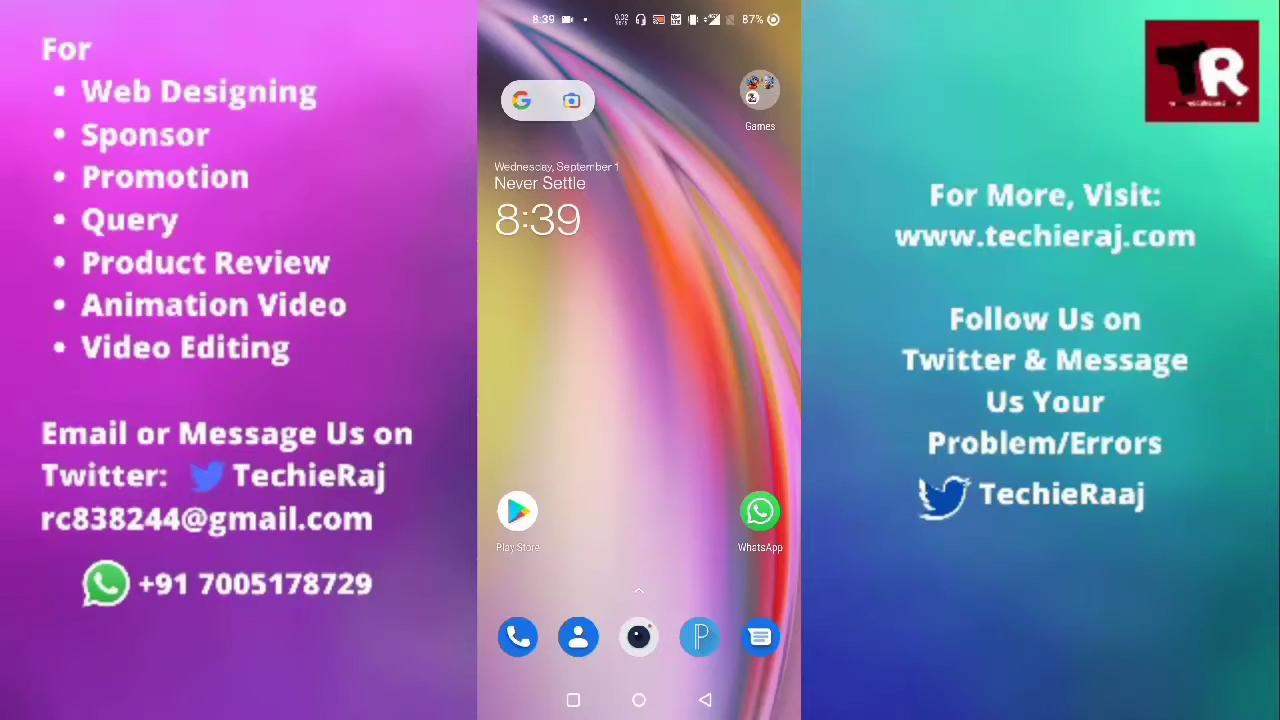 For
• Web Designing
• Sponsor
• Promotion
• Query
• Product Review
• Animation Video
• Video Editing
Email or Message Us on
Twitter: TechieRaj
rc838244@gmail.com
+91 7005178729
8:39
87%
Games
Wednesday, September 1
Never Settle
8:39
Play Store
WhatsApp
TR
For More, Visit:
www.techieraj.com
Follow Us on
Twitter & Message
Us Your
Problem/Errors
TechieRaaj